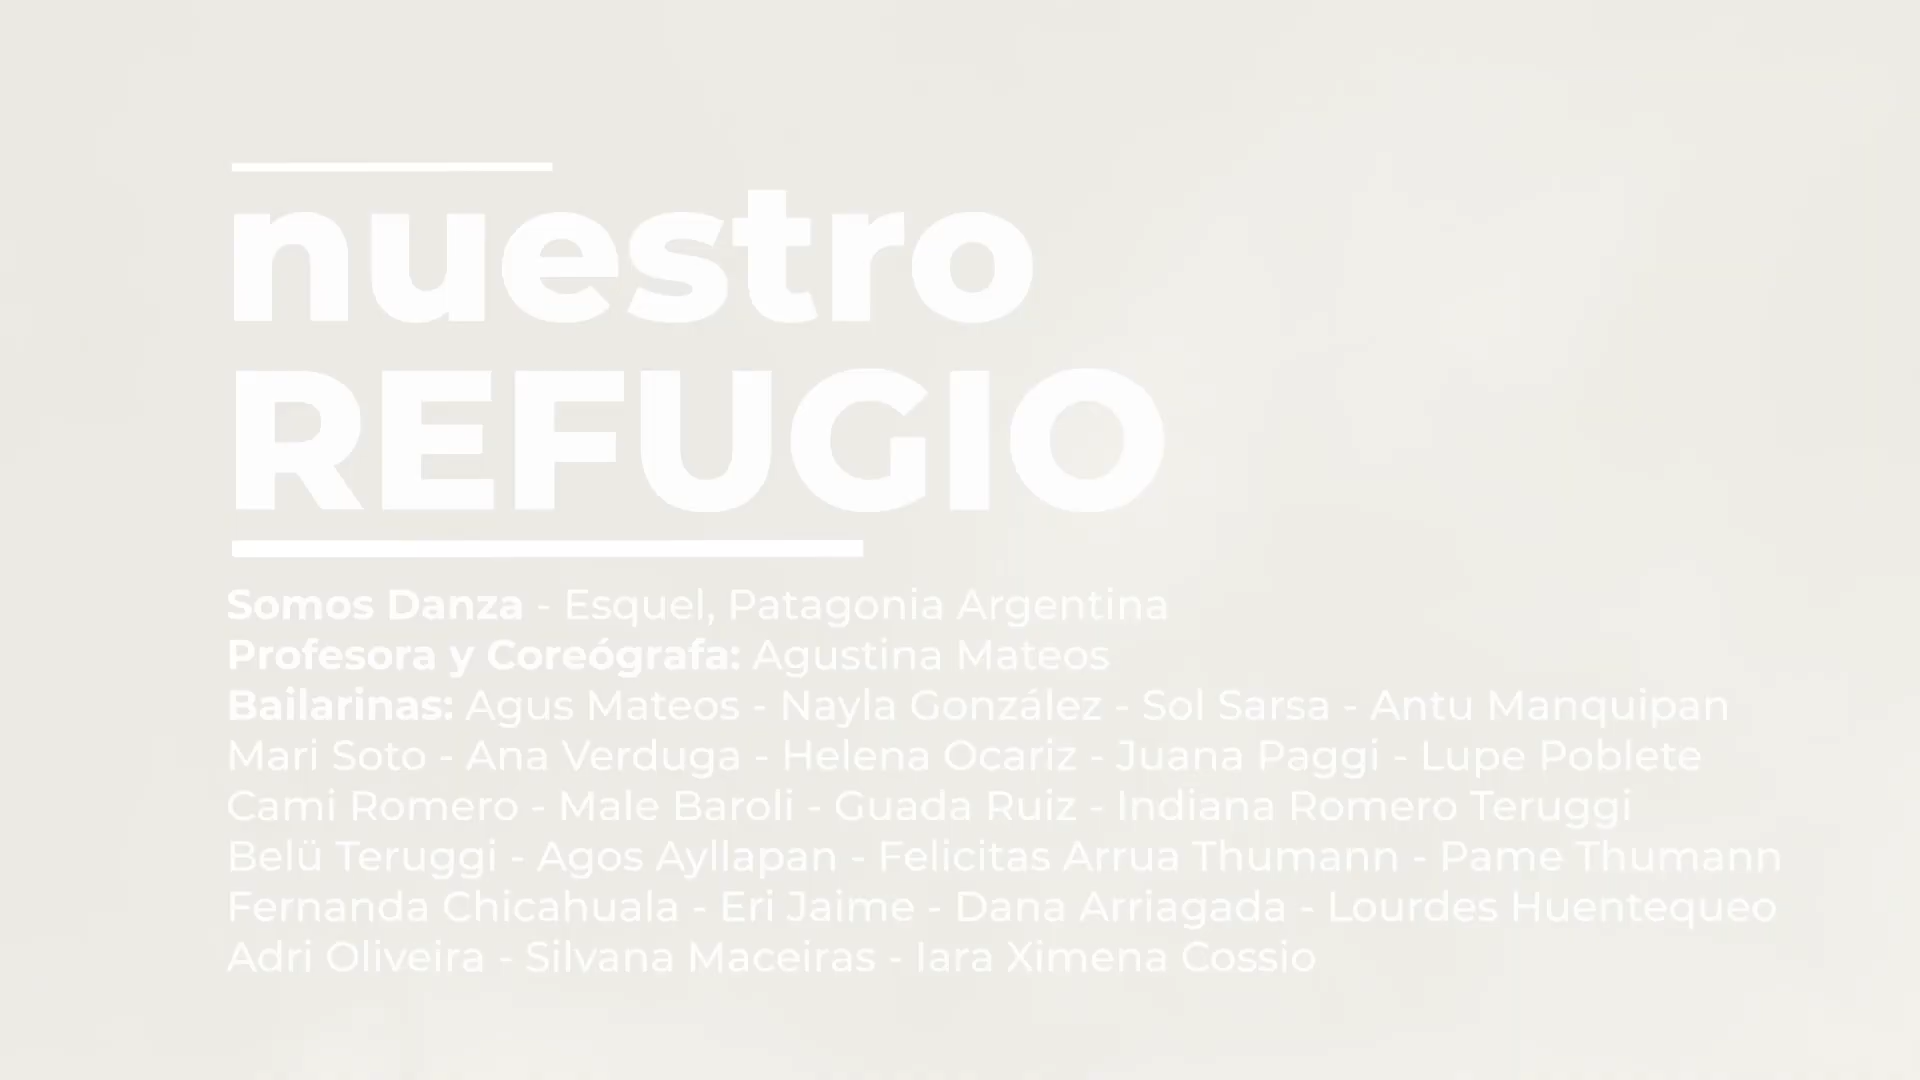 nuestro
REFUGIO
Somos Danza - Esquel, Patagonia Argentina
Profesora y Coreógrafa: Agustina Mateos
Bailarinas: Agus Mateos - Nayla González - Sol Sarsa - Antu Manquipan
Mari Soto - Ana Verduga - Helena Ocariz - Juana Paggi - Lupe Poblete
Cami Romero - Male Baroli - Guada Ruiz - Indiana Romero Teruggi
Belü Teruggi - Agos Ayllapan - Felicitas Arrua Thumann - Pame Thumann
Fernanda Chicahuala - Eri Jaime - Dana Arriagada - Lourdes Huentequeo
Adri Oliveira - Silvana Maceiras - Iara Ximena Cossio